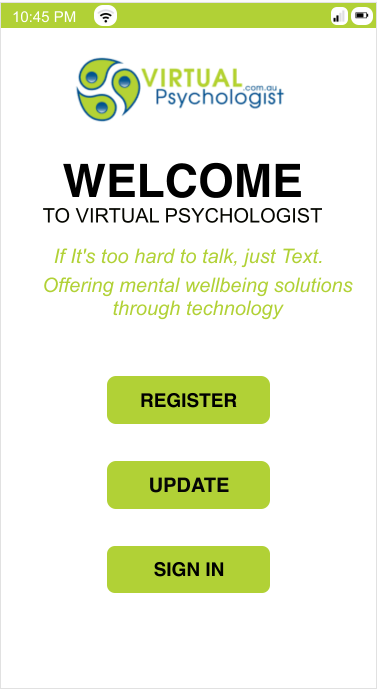 10:45 PM
VIRTUAL
.com.au
Psychologist
WELCOME
TO VIRTUAL PSYCHOLOGIST
If It's too hard to talk, just Text.
Offering mental wellbeing solutions
through technology
REGISTER
UPDATE
SIGN IN